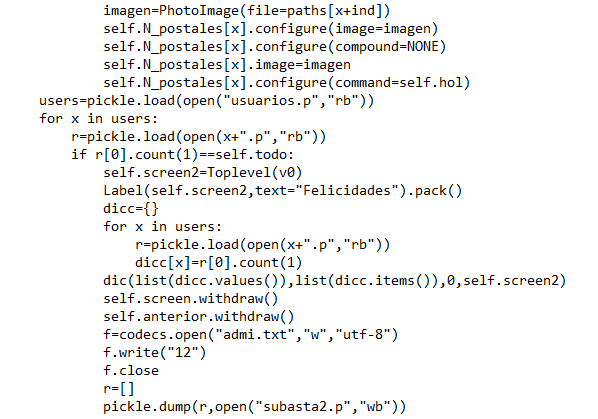 imagen=PhotoImage(file=paths[x+ind])
self.N_postales[x].configure(image=imagen)
self.N_postales[x].configure(compound=NONE)
self.N_postales[x].image=imagen
self.N_postales[x].configure(command=self.hol)
users=pickle.load(open("usuarios.p","rb"))
for x in users:
r=pickle.load(open(x+".p","rb"))
if r[0].count(1)==self.todo:
self.screen2=Toplevel(v0)
Label(self.screen2,text="Felicidades").pack()
dicc={}
for x in users:
r=pickle.load(open(x+".p","rb"))
dicc[x]=r[0].count(1)
dic(list(dicc.values()),list(dicc.items()),0,self.screen2)
self.screen.withdraw()
self.anterior.withdraw()
f=codecs.open("admi.txt","w","utf-8")
f.write("12")
f.close
r=[]
pickle.dump(r,open("subasta2.p","wb"))